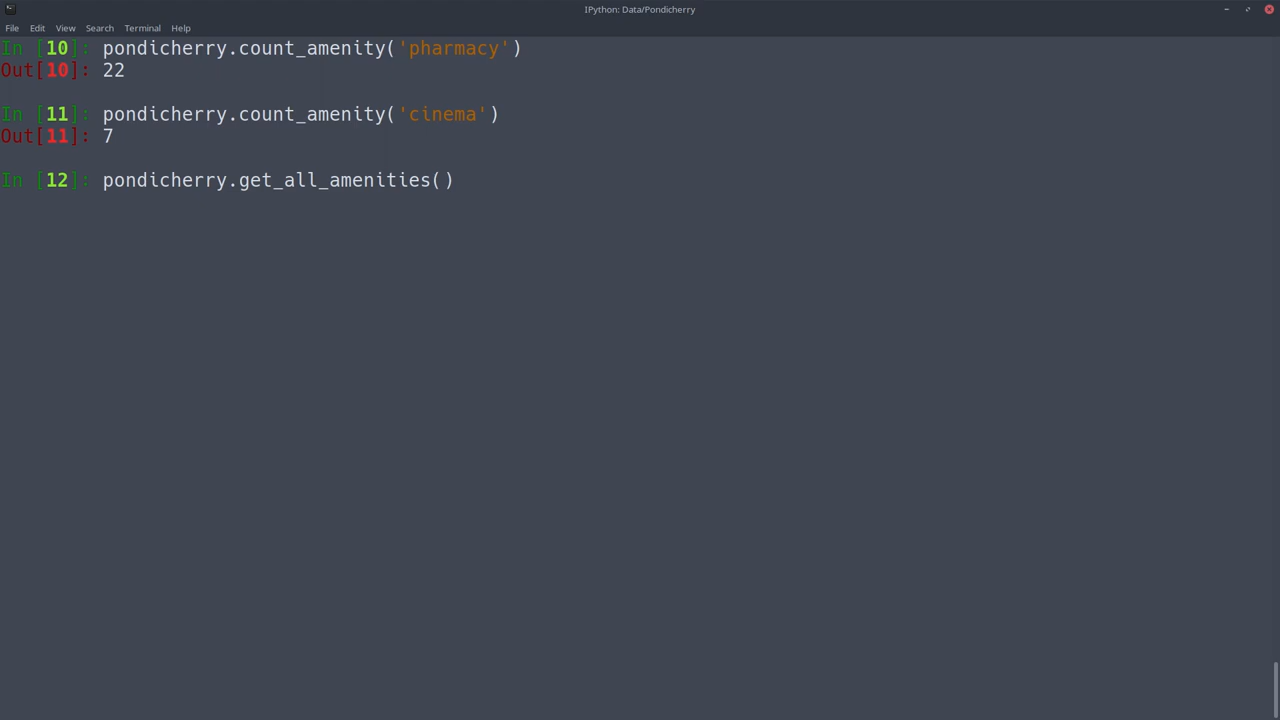 IPython: Data/Pondicherry
File Edit View Search Terminal Help
In [10]: pondicherry.count_amenity('pharmacy')
Out[10]: 22
In [11]: pondicherry.count_amenity('cinema')
Out[11]: 7
In [12]: pondicherry.get_all_amenities()